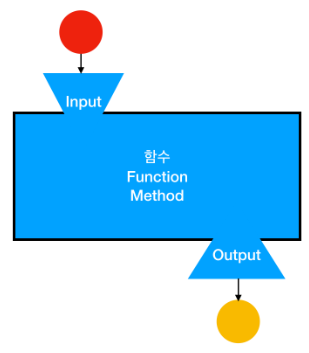 Input
함수
Function
Method
Output